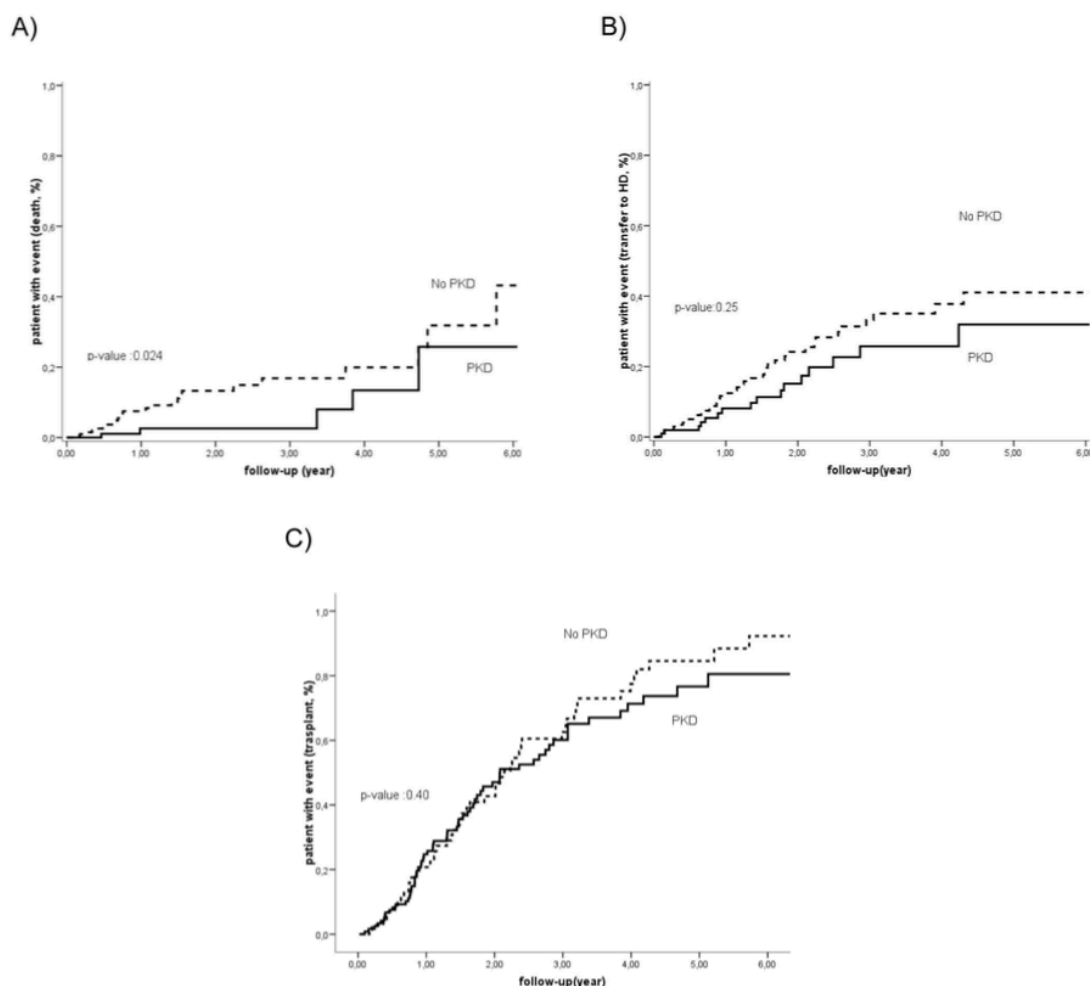 A)
1,0
0,8
0,6
0,4
0,2
0,0
patient with event (death, %)
No PKD
p-value :0.024
PKD
0,00 1,00 2,00 3,00 4,00 5,00 6,00
follow-up (year)
B)
1,0
0,8
0,6
0,4
0,2
0,0
patient with event (transfer to HD, %)
No PKD
p-value:0.25
PKD
0,00 1,00 2,00 3,00 4,00 5,00 6,00
follow-up(year)
C)
1,0
0,8
0,6
0,4
0,2
0,0
patient with event (trasplant, %)
No PKD
PKD
p-value :0.40
0,00 1,00 2,00 3,00 4,00 5,00 6,00
follow-up(year)